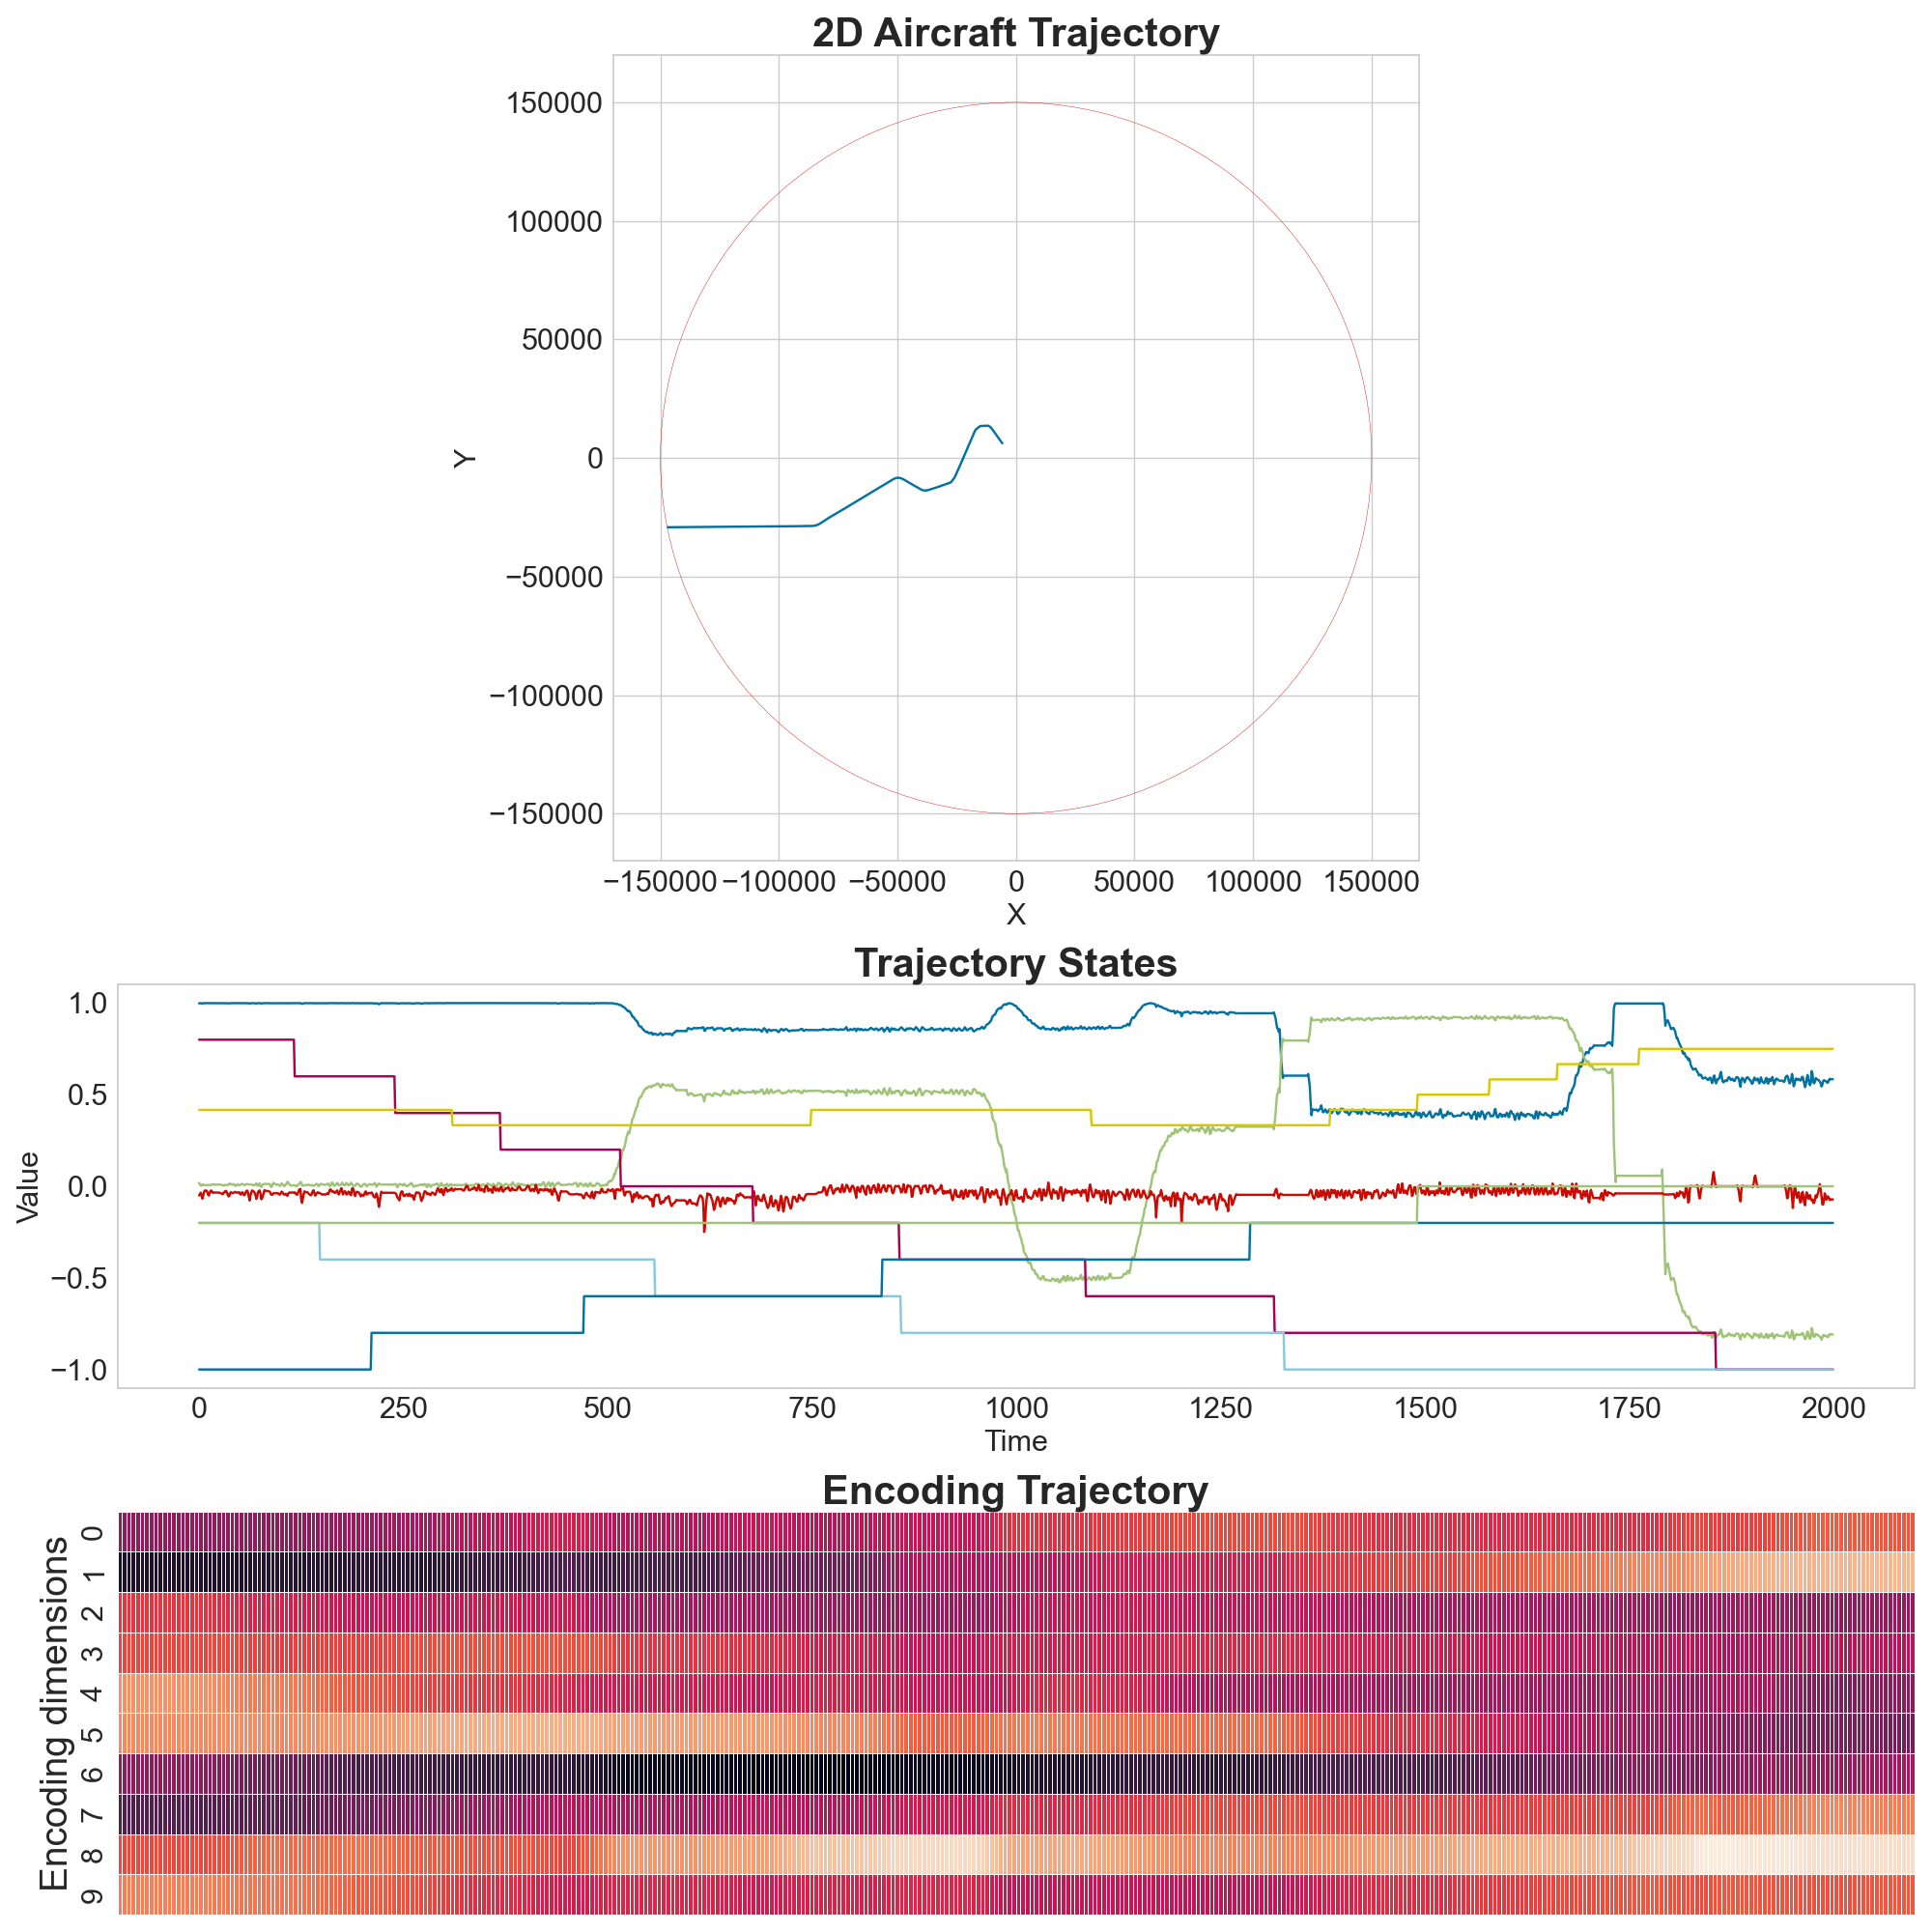 2D Aircraft Trajectory
150000
100000
50000
0
−50000
−100000
−150000
Y
−150000 −100000 −50000 0 50000 100000 150000
X
Trajectory States
1.0
0.5
0.0
−0.5
−1.0
Value
0 250 500 750 1000 1250 1500 1750 2000
Time
Encoding Trajectory
Encoding dimensions
0
1
2
3
4
5
6
7
8
9